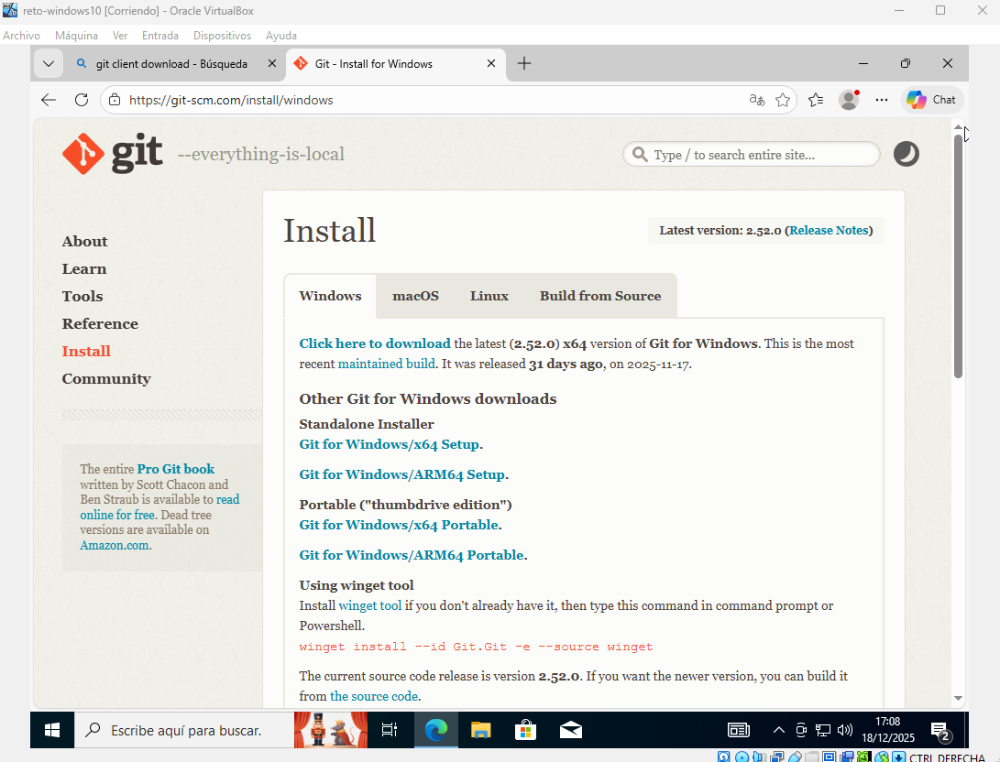 reto-windows10 [Corriendo] - Oracle VirtualBox
Archivo Máquina Ver Entrada Dispositivos Ayuda
git client download - Búsqueda Git - Install for Windows
https://git-scm.com/install/windows Chat
git --everything-is-local
Type / to search entire site...
About
Learn
Tools
Reference
Install
Community
The entire Pro Git book
written by Scott Chacon and
Ben Straub is available to read
online for free. Dead tree
versions are available on
Amazon.com.
Install
Latest version: 2.52.0 (Release Notes)
Windows macOS Linux Build from Source
Click here to download the latest (2.52.0) x64 version of Git for Windows. This is the most
recent maintained build. It was released 31 days ago, on 2025-11-17.
Other Git for Windows downloads
Standalone Installer
Git for Windows/x64 Setup.
Git for Windows/ARM64 Setup.
Portable ("thumbdrive edition")
Git for Windows/x64 Portable.
Git for Windows/ARM64 Portable.
Using winget tool
Install winget tool if you don't already have it, then type this command in command prompt or
Powershell.
winget install --id Git.Git -e --source winget
The current source code release is version 2.52.0. If you want the newer version, you can build it
from the source code.
Escribe aquí para buscar.
17:08
18/12/2025
2
CTRL DERECHA